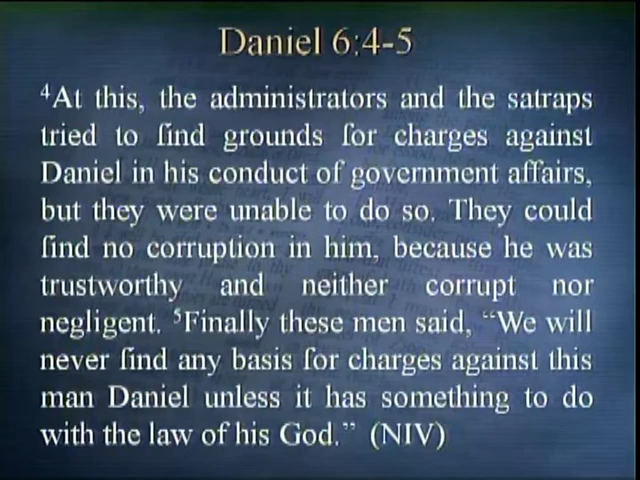 Daniel 6:4-5
⁴At this, the administrators and the satraps
tried to find grounds for charges against
Daniel in his conduct of government affairs,
but they were unable to do so. They could
find no corruption in him, because he was
trustworthy and neither corrupt nor
negligent. ⁵Finally these men said, “We will
never find any basis for charges against this
man Daniel unless it has something to do
with the law of his God.” (NIV)